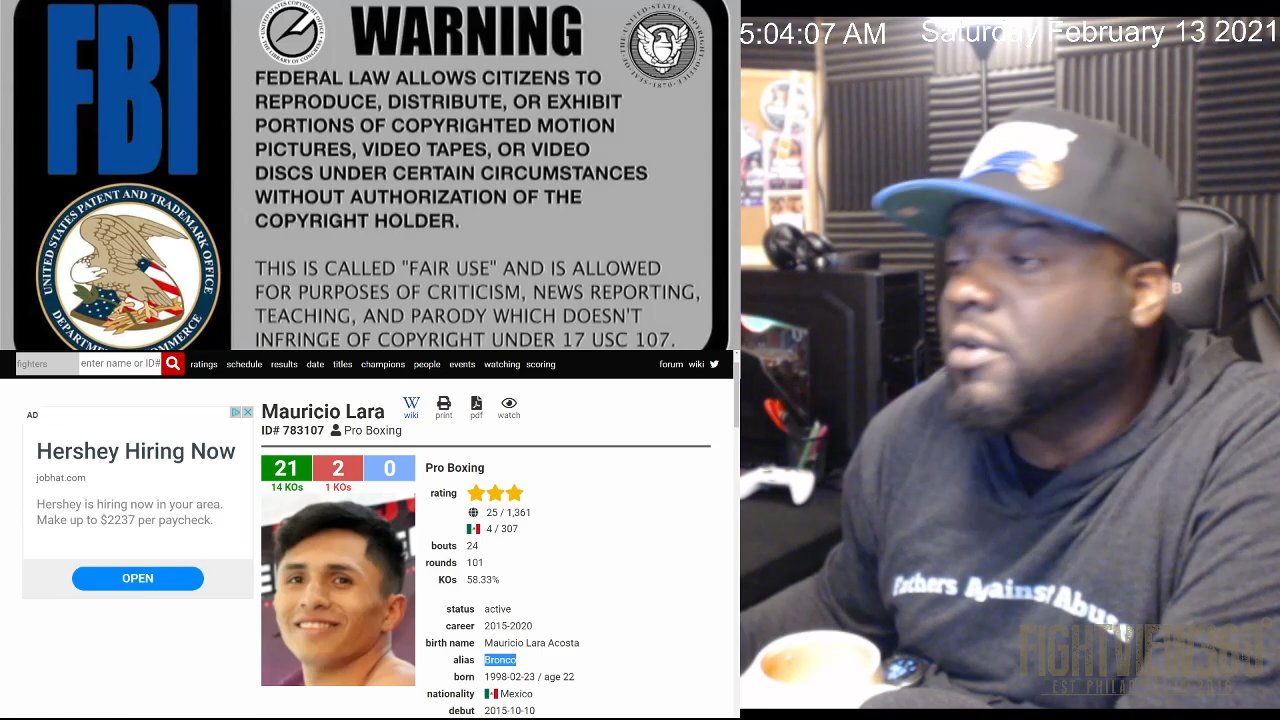 FBI
WARNING
FEDERAL LAW ALLOWS CITIZENS TO
REPRODUCE, DISTRIBUTE, OR EXHIBIT
PORTIONS OF COPYRIGHTED MOTION
PICTURES, VIDEO TAPES, OR VIDEO
DISCS UNDER CERTAIN CIRCUMSTANCES
WITHOUT AUTHORIZATION OF THE
COPYRIGHT HOLDER.
THIS IS CALLED "FAIR USE" AND IS ALLOWED
FOR PURPOSES OF CRITICISM, NEWS REPORTING,
TEACHING, AND PARODY WHICH DOESN'T
INFRINGE OF COPYRIGHT UNDER 17 USC 107.
UNITED STATES PATENT AND TRADEMARK OFFICE
5:04:07 AM Saturday February 13 2021
fighters enter name or ID# ratings schedule results date titles champions people events watching scoring forum wiki
AD
Hershey Hiring Now
jobhat.com
Hershey is hiring now in your area.
Make up to $2237 per paycheck.
OPEN
Mauricio Lara
W wiki print pdf watch
ID# 783107 Pro Boxing
21 2 0
14 KOs 1 KOs
Pro Boxing
rating
25 / 1,361
4 / 307
bouts 24
rounds 101
KOs 58.33%
status active
career 2015-2020
birth name Mauricio Lara Acosta
alias Bronco
born 1998-02-23 / age 22
nationality Mexico
debut 2015-10-10
Fathers Against Abuse